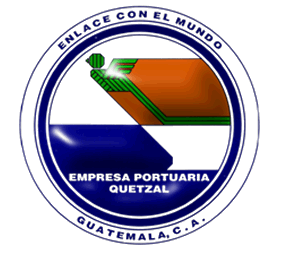 ENLACE CON EL MUNDO
EMPRESA PORTUARIA
QUETZAL
GUATEMALA, C. A.